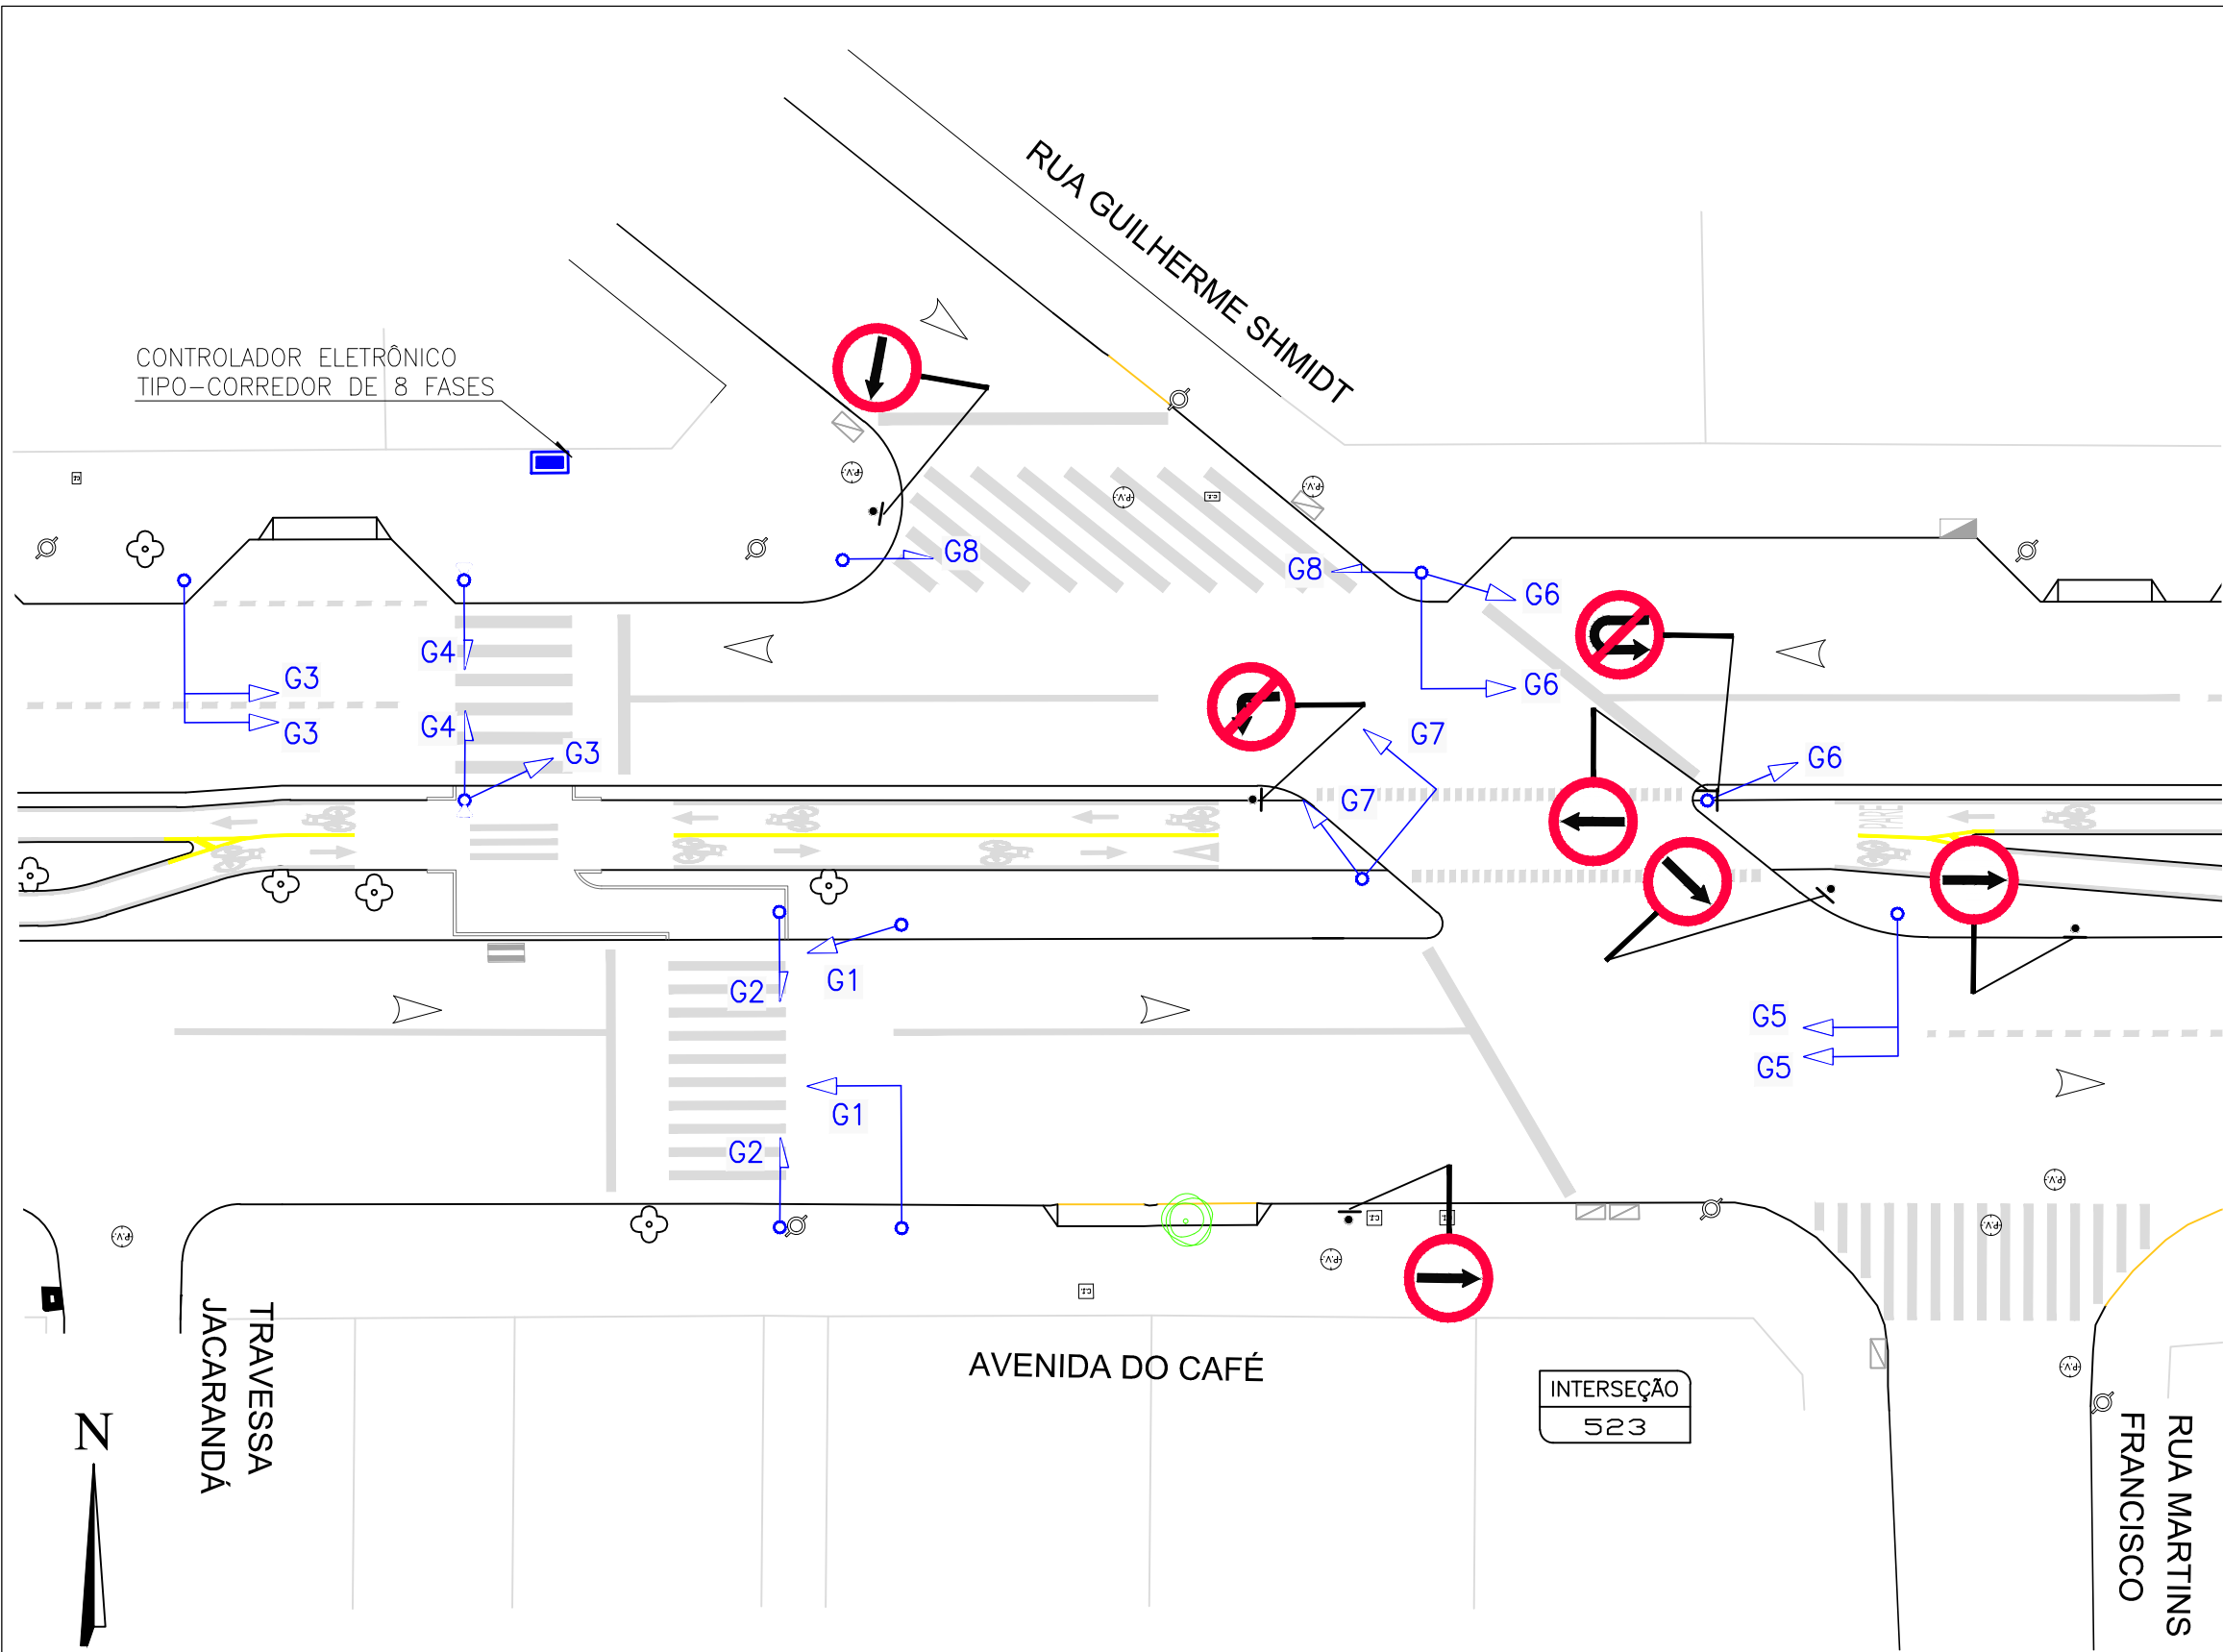 RUA GUILHERME SHMIDT
CONTROLADOR ELETRÔNICO
TIPO-CORREDOR DE 8 FASES
P.V.
P.V.
P.V.
G8
G8
G6
G4
G3
G6
G4
G3
G3
G7
G6
G7
G2
G1
G5
G5
G1
G2
P.V.
P.V.
P.V.
P.V.
P.V.
TRAVESSA
JACARANDÁ
AVENIDA DO CAFÉ
INTERSEÇÃO
523
RUA MARTINS
FRANCISCO
N